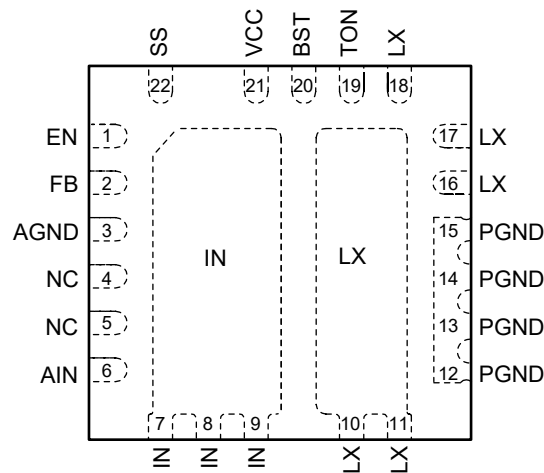 SS VCC BST TON LX
22 21 20 19 18
EN 1 17 LX
FB 2 16 LX
AGND 3 15 PGND
IN LX
NC 4 14 PGND
NC 5 13 PGND
AIN 6 12 PGND
7 8 9 10 11
IN IN IN LX LX